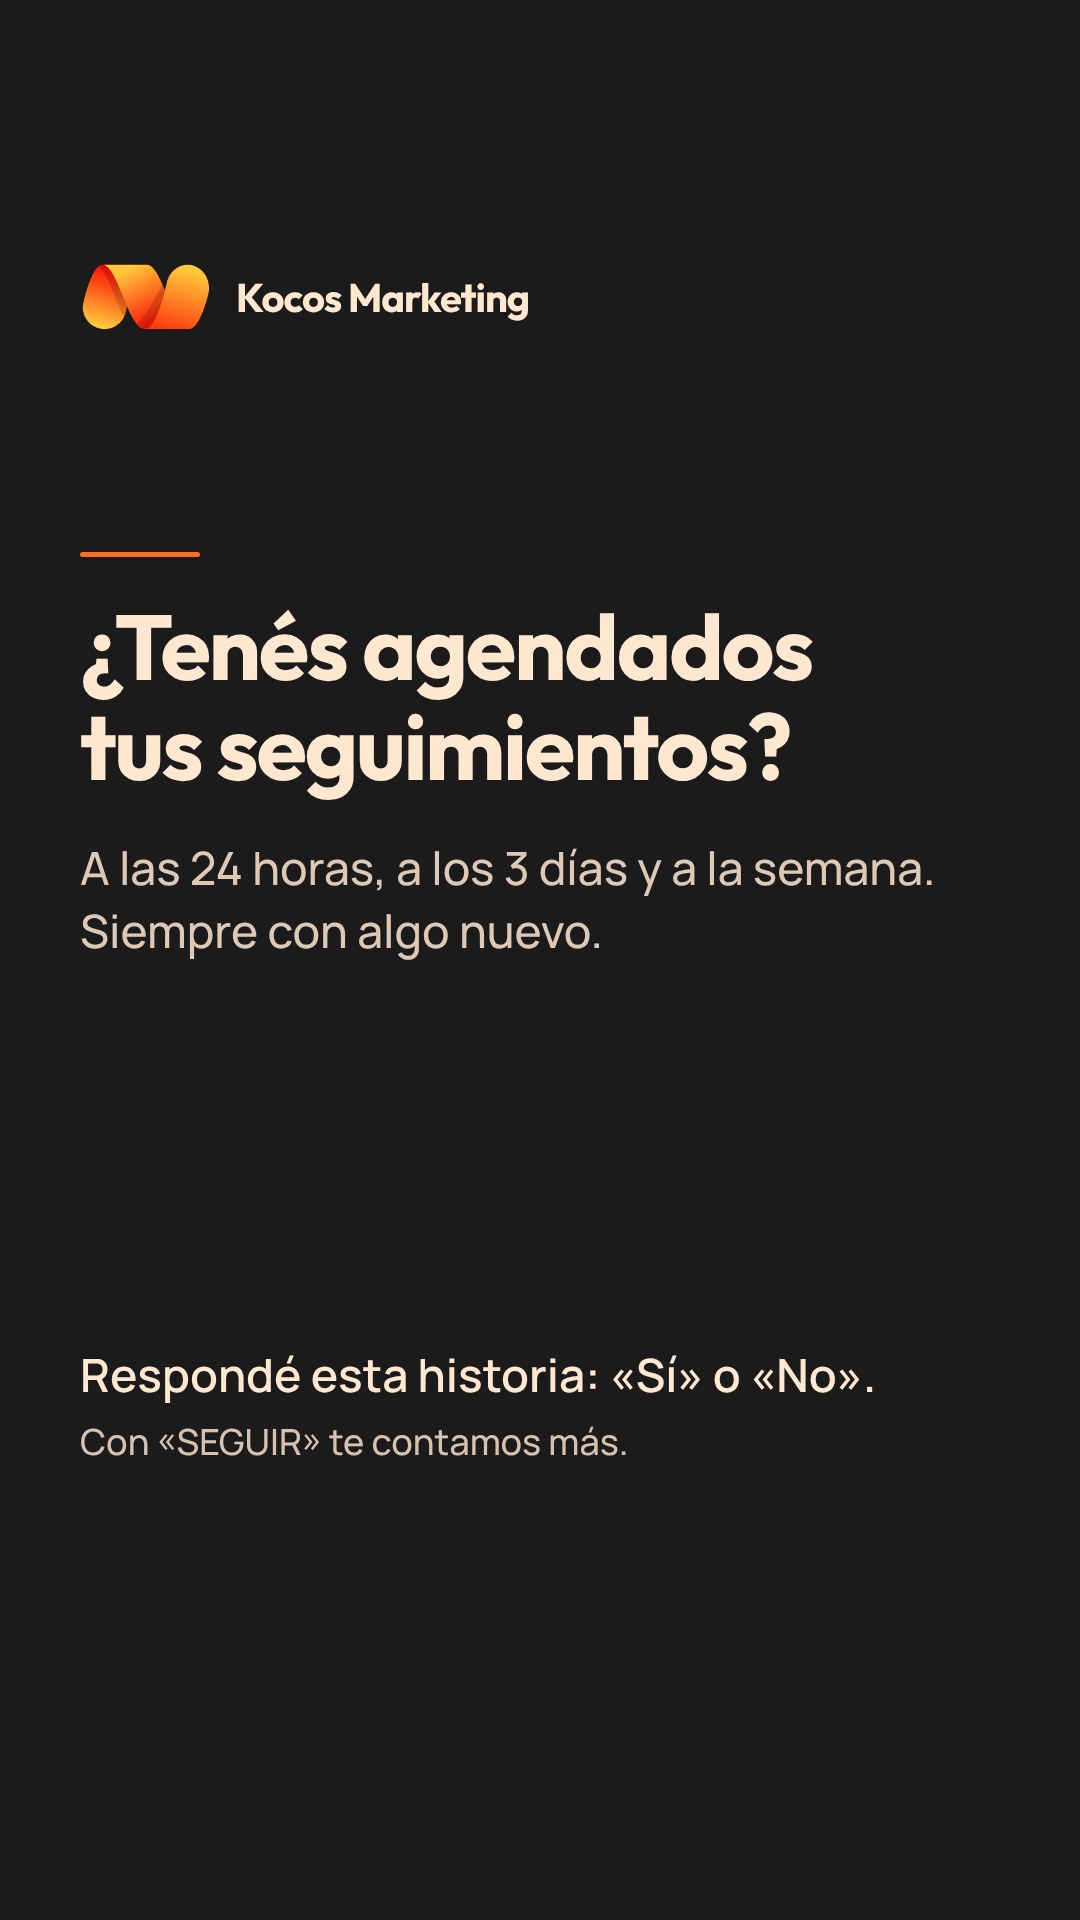 Kocos Marketing
¿Tenés agendados
tus seguimientos?
A las 24 horas, a los 3 días y a la semana.
Siempre con algo nuevo.
Respondé esta historia: «Sí» o «No».
Con «SEGUIR» te contamos más.